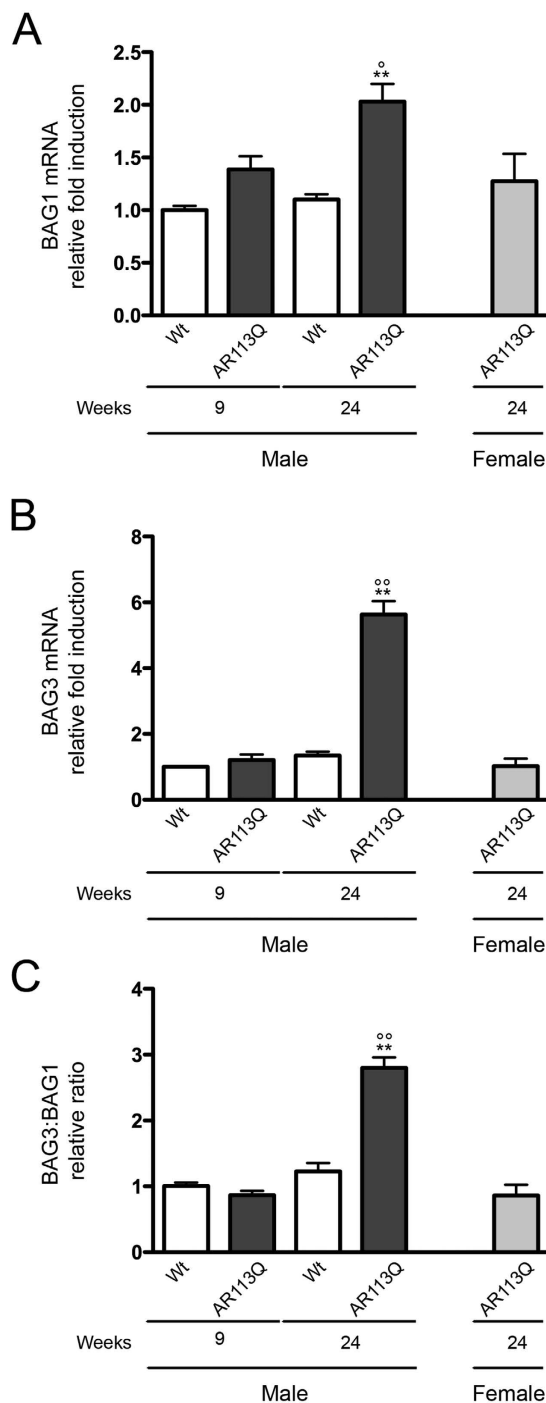 A
BAG1 mRNA
relative fold induction
2.5
2.0
1.5
1.0
0.5
0.0
°
**
Wt
AR113Q
Wt
AR113Q
AR113Q
Weeks 9 24 24
Male Female
B
BAG3 mRNA
relative fold induction
8
6
4
2
0
°°
**
Wt
AR113Q
Wt
AR113Q
AR113Q
Weeks 9 24 24
Male Female
C
BAG3:BAG1
relative ratio
4
3
2
1
0
°°
**
Wt
AR113Q
Wt
AR113Q
AR113Q
Weeks 9 24 24
Male Female